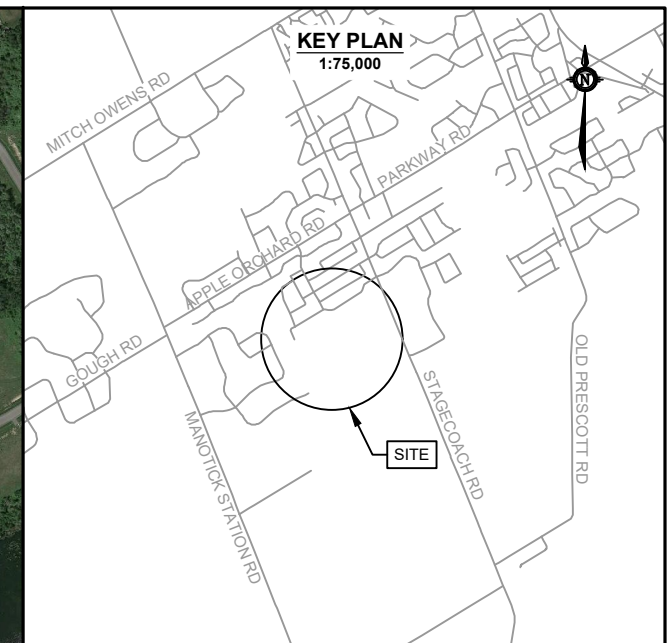 KEY PLAN
1:75,000
N
MITCH OWENS RD
PARKWAY RD
APPLE ORCHARD RD
GOUGH RD
MANOTICK STATION RD
STAGECOACH RD
OLD PRESCOTT RD
SITE